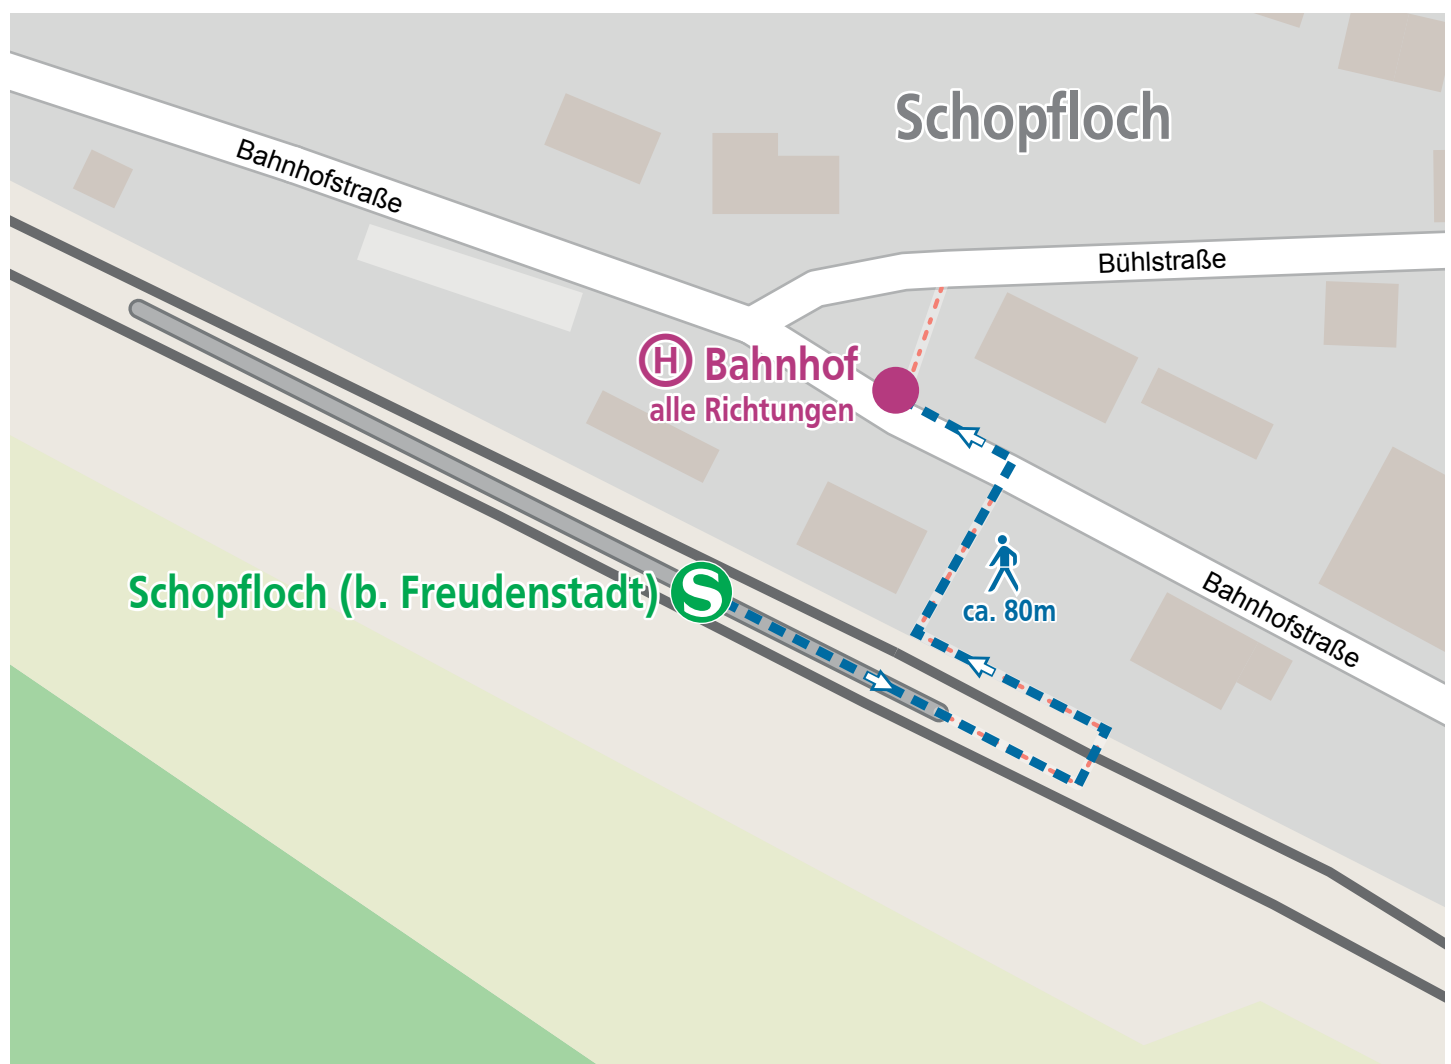 Schopfloch
Bahnhofstraße
Bühlstraße
H Bahnhof
alle Richtungen
Schopfloch (b. Freudenstadt) S
ca. 80m
Bahnhofstraße